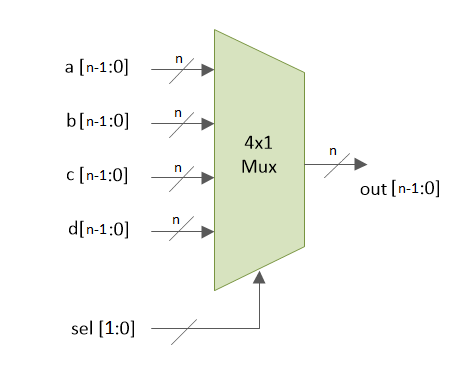 a [n-1:0]
n
b[n-1:0]
n
c [n-1:0]
n
d[n-1:0]
n
4x1
Mux
n
out [n-1:0]
sel [1:0]